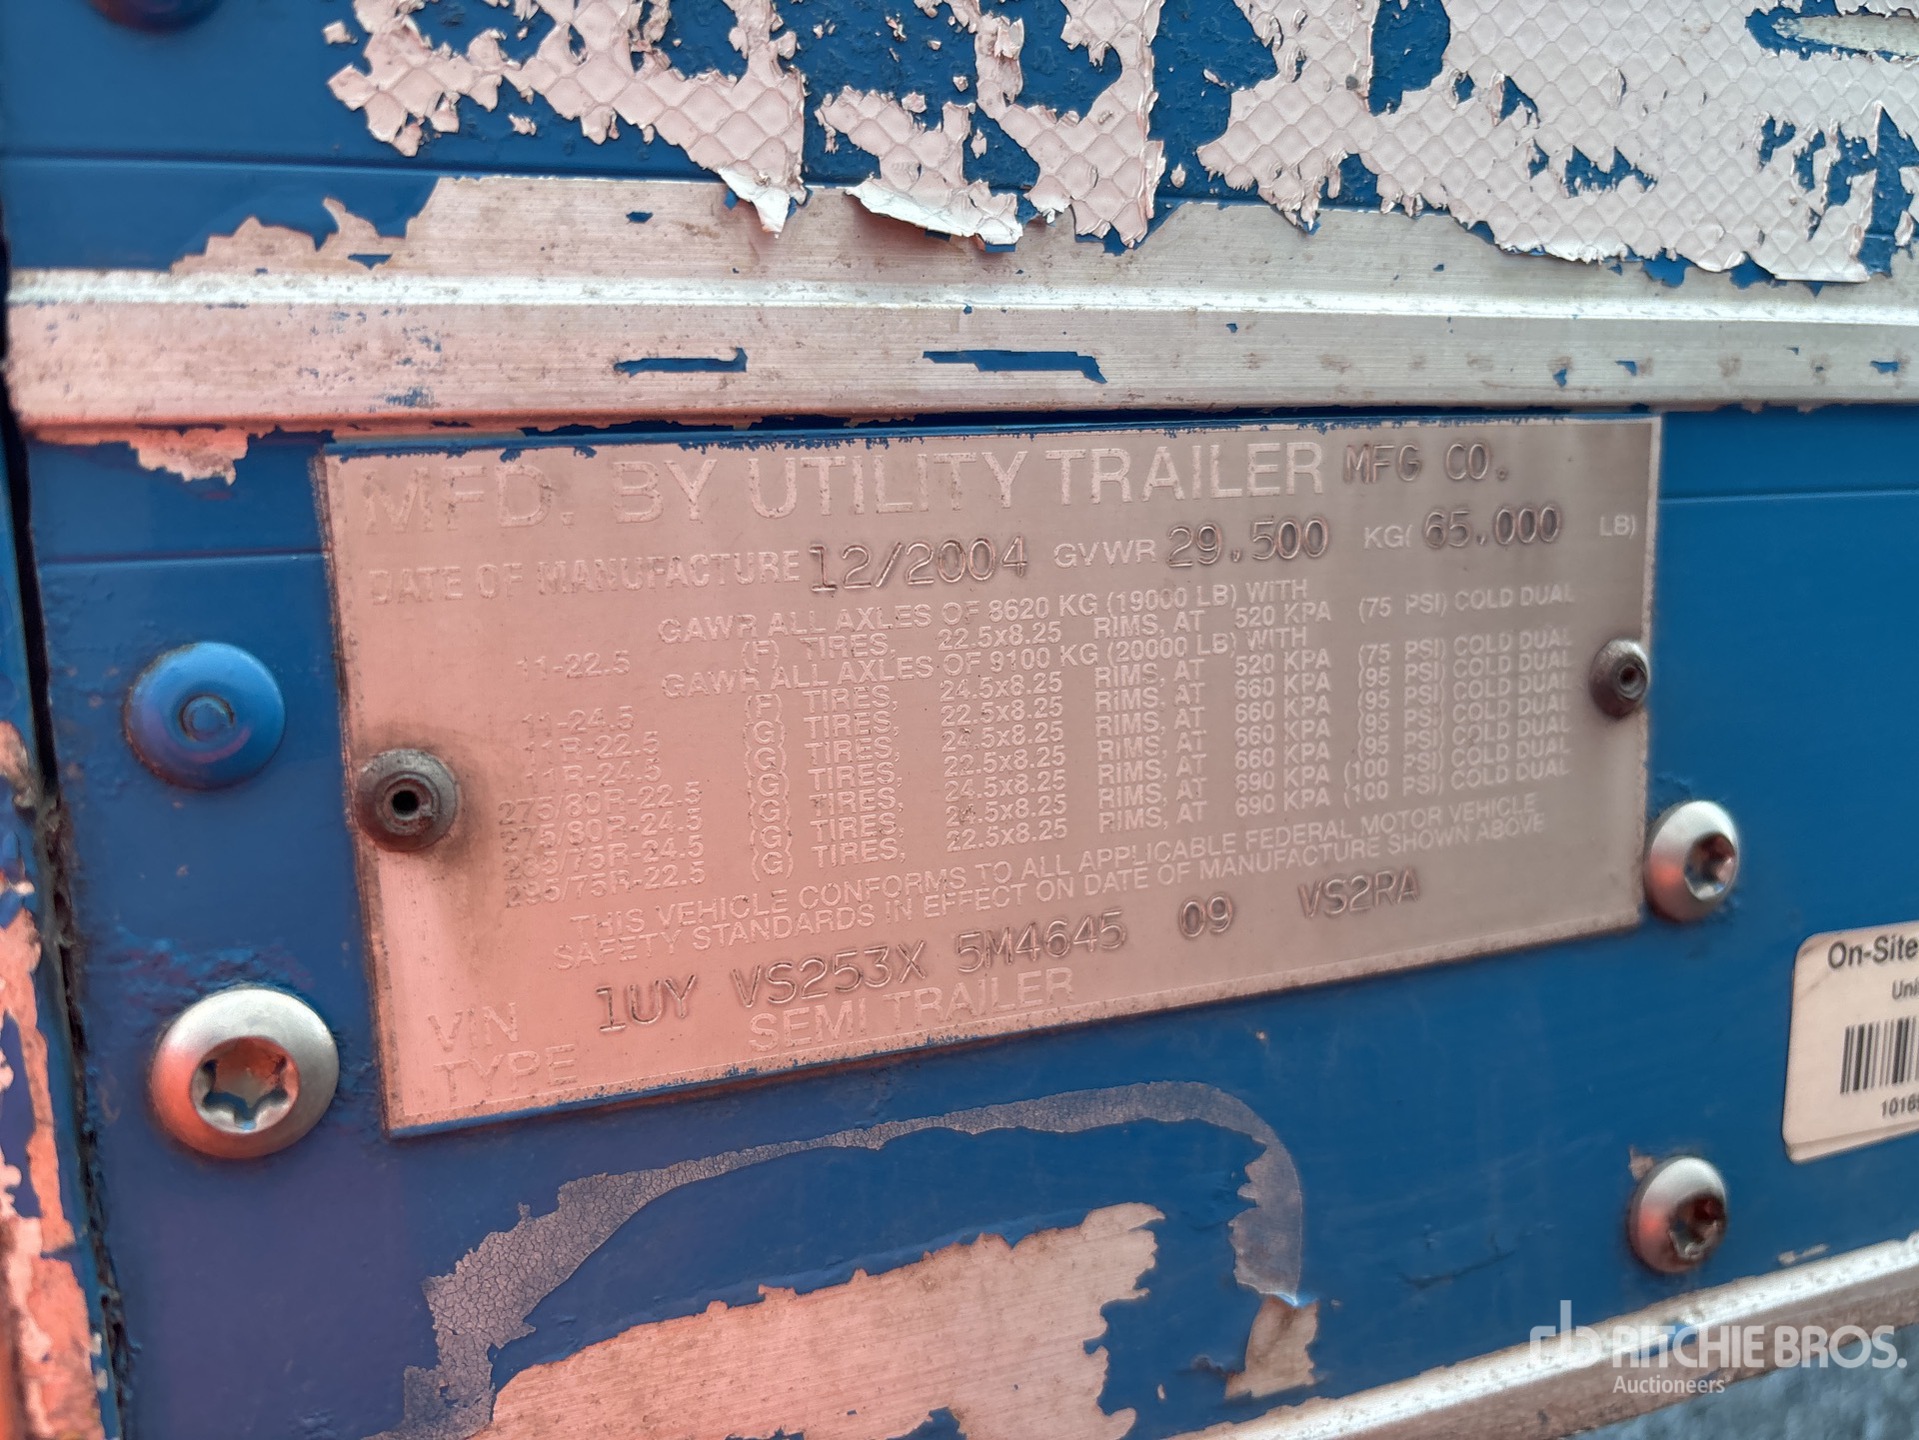 MFD. BY UTILITY TRAILER MFG CO.
DATE OF MANUFACTURE 12/2004 GVWR 29.500 KG( 65.000 LB)
GAWR ALL AXLES OF 8620 KG (19000 LB) WITH
11-22.5 (F) TIRES, 22.5x8.25 RIMS, AT 520 KPA (75 PSI) COLD DUAL
GAWR ALL AXLES OF 9100 KG (20000 LB) WITH
11-24.5 (F) TIRES, 24.5x8.25 RIMS, AT 520 KPA (75 PSI) COLD DUAL
11R-22.5 (G) TIRES, 22.5x8.25 RIMS, AT 660 KPA (95 PSI) COLD DUAL
11R-24.5 (G) TIRES, 24.5x8.25 RIMS, AT 660 KPA (95 PSI) COLD DUAL
275/80R-22.5 (G) TIRES, 22.5x8.25 RIMS, AT 660 KPA (95 PSI) COLD DUAL
275/80R-24.5 (G) TIRES, 24.5x8.25 RIMS, AT 660 KPA (95 PSI) COLD DUAL
285/75R-24.5 (G) TIRES, 24.5x8.25 RIMS, AT 690 KPA (100 PSI) COLD DUAL
295/75R-22.5 (G) TIRES, 22.5x8.25 RIMS, AT 690 KPA (100 PSI) COLD DUAL
THIS VEHICLE CONFORMS TO ALL APPLICABLE FEDERAL MOTOR VEHICLE
SAFETY STANDARDS IN EFFECT ON DATE OF MANUFACTURE SHOWN ABOVE
VIN 1UY VS253X 5M4645 09 VS2RA
TYPE SEMI TRAILER
On-Site
Uni
10169
rb RITCHIE BROS.
Auctioneers